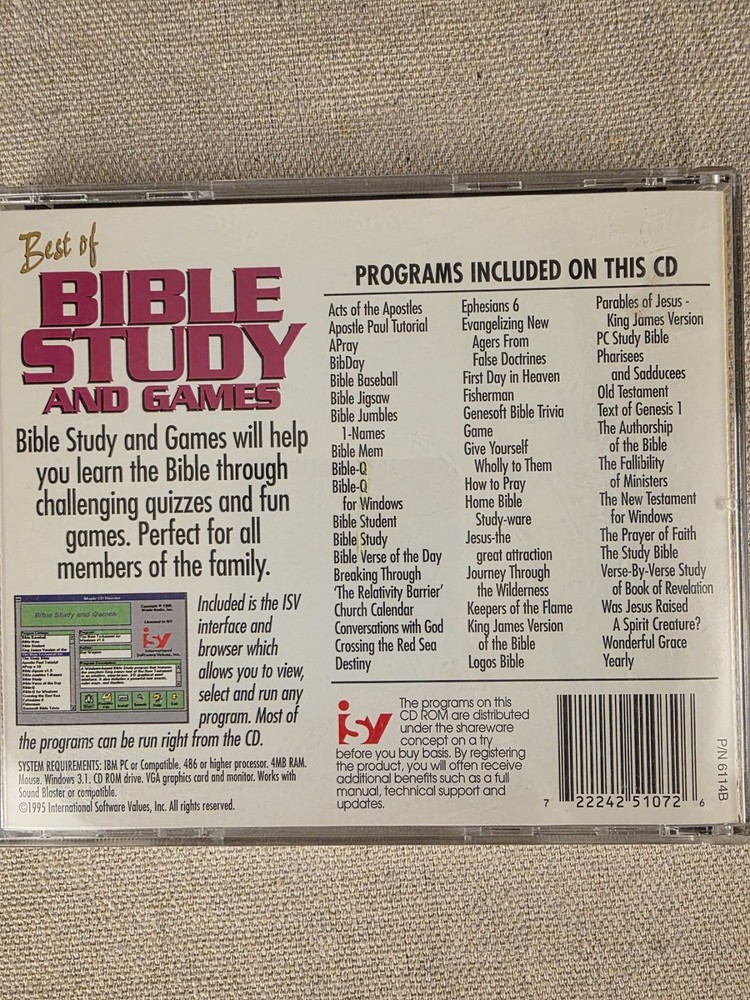 Best of
BIBLE
STUDY
AND GAMES
Bible Study and Games will help
you learn the Bible through
challenging quizzes and fun
games. Perfect for all
members of the family.
Bible Study and Games
Included is the ISV
interface and
browser which
allows you to view,
select and run any
program. Most of
the programs can be run right from the CD.
SYSTEM REQUIREMENTS: IBM PC or Compatible. 486 or higher processor. 4MB RAM.
Mouse. Windows 3.1. CD ROM drive. VGA graphics card and monitor. Works with
Sound Blaster or compatible.
©1995 International Software Values, Inc. All rights reserved.
PROGRAMS INCLUDED ON THIS CD
Acts of the Apostles
Apostle Paul Tutorial
APray
BibDay
Bible Baseball
Bible Jigsaw
Bible Jumbles
1-Names
Bible Mem
Bible-Q
Bible-Q
for Windows
Bible Student
Bible Study
Bible Verse of the Day
Breaking Through
'The Relativity Barrier'
Church Calendar
Conversations with God
Crossing the Red Sea
Destiny
Ephesians 6
Evangelizing New
Agers From
False Doctrines
First Day in Heaven
Fisherman
Genesoft Bible Trivia
Game
Give Yourself
Wholly to Them
How to Pray
Home Bible
Study-ware
Jesus-the
great attraction
Journey Through
the Wilderness
Keepers of the Flame
King James Version
of the Bible
Logos Bible
Parables of Jesus -
King James Version
PC Study Bible
Pharisees
and Sadducees
Old Testament
Text of Genesis 1
The Authorship
of the Bible
The Fallibility
of Ministers
The New Testament
for Windows
The Prayer of Faith
The Study Bible
Verse-By-Verse Study
of Book of Revelation
Was Jesus Raised
A Spirit Creature?
Wonderful Grace
Yearly
isv
The programs on this
CD ROM are distributed
under the shareware
concept on a try
before you buy basis. By registering
the product, you will often receive
additional benefits such as a full
manual, technical support and
updates.
7 22242 51072 6
P/N 6114B